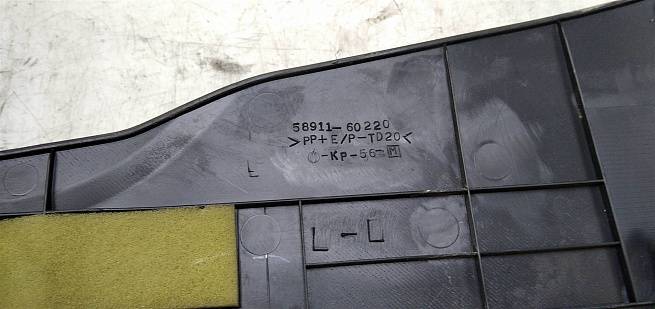 58911-60220
>PP+E/P-TD20<
-KP-56- M
L
L-